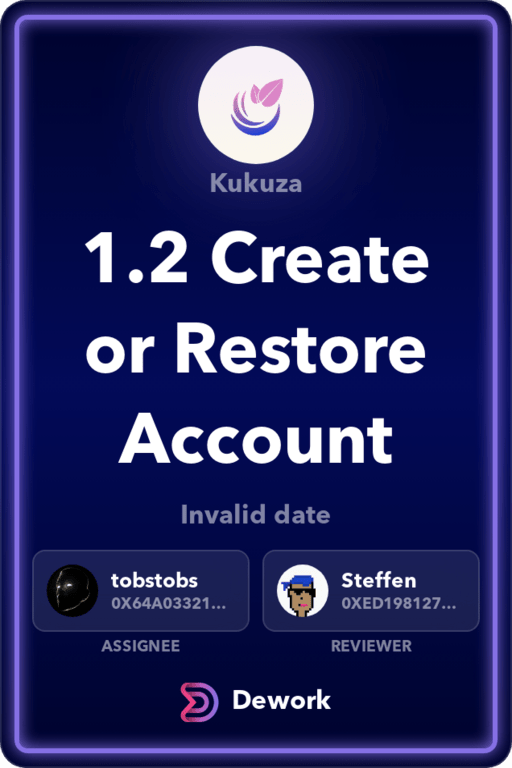 Kukuza
1.2 Create
or Restore
Account
Invalid date
tobstobs
0X64A03321...
Steffen
0XED198127...
ASSIGNEE
REVIEWER
Dework